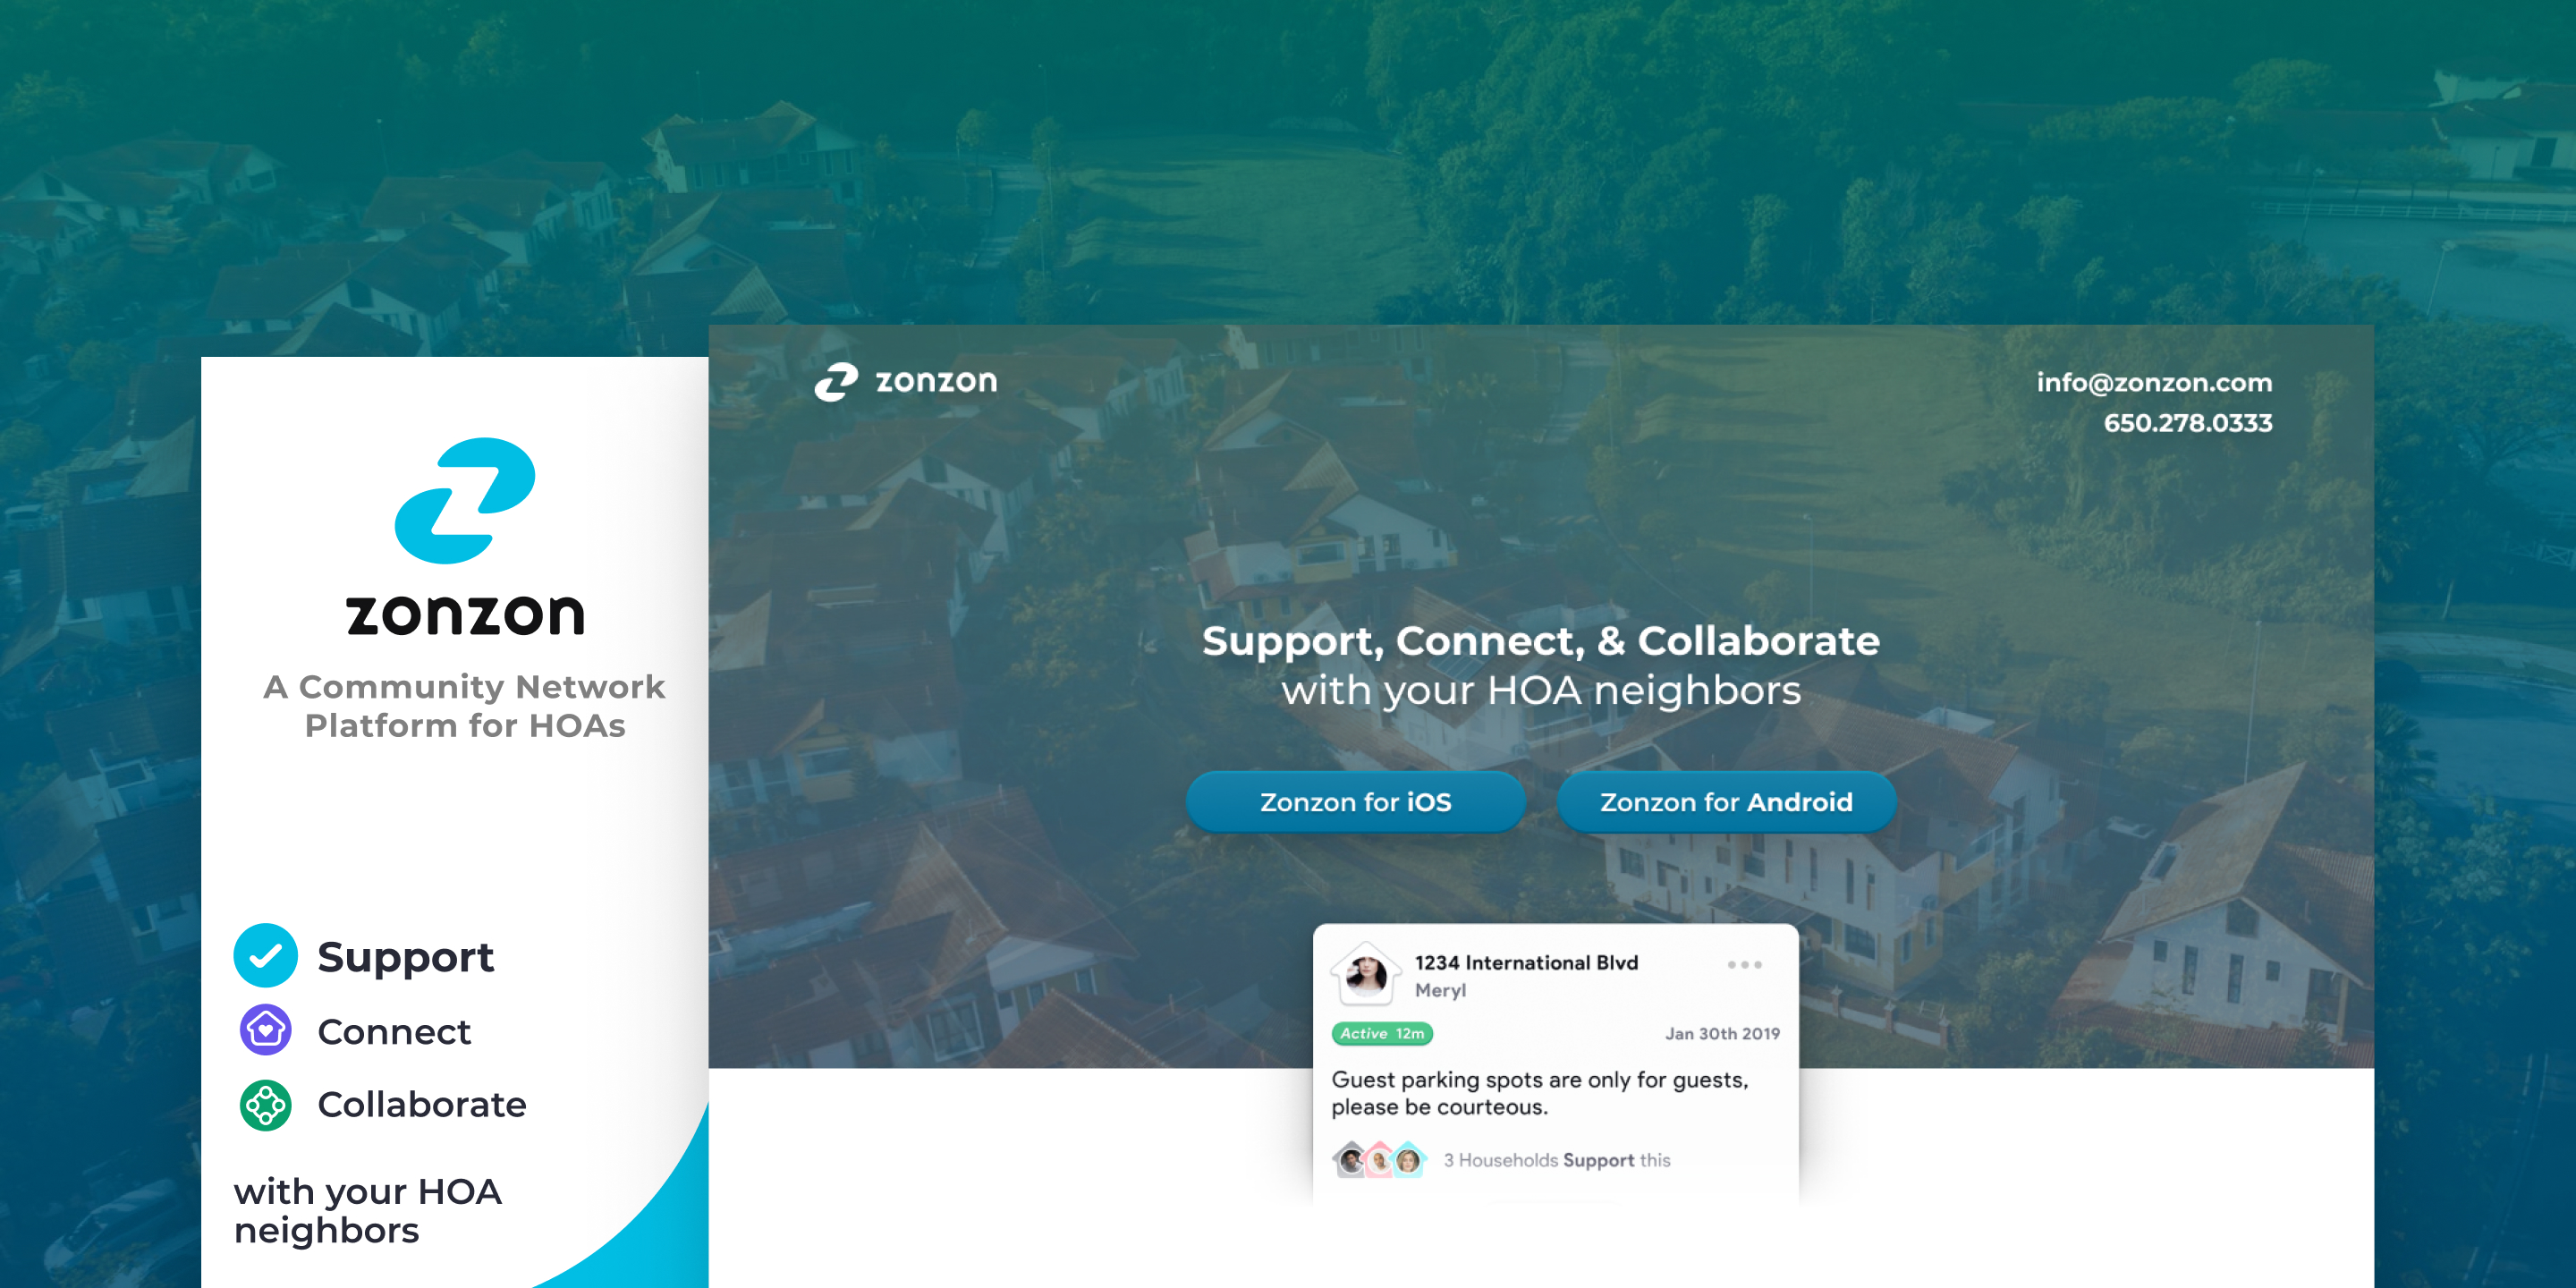 zonzon
A Community Network
Platform for HOAs
Support
Connect
Collaborate
with your HOA
neighbors
zonzon
info@zonzon.com
650.278.0333
Support, Connect, & Collaborate
with your HOA neighbors
Zonzon for iOS
Zonzon for Android
1234 International Blvd
Meryl
Active 12m
Jan 30th 2019
Guest parking spots are only for guests,
please be courteous.
3 Households Support this